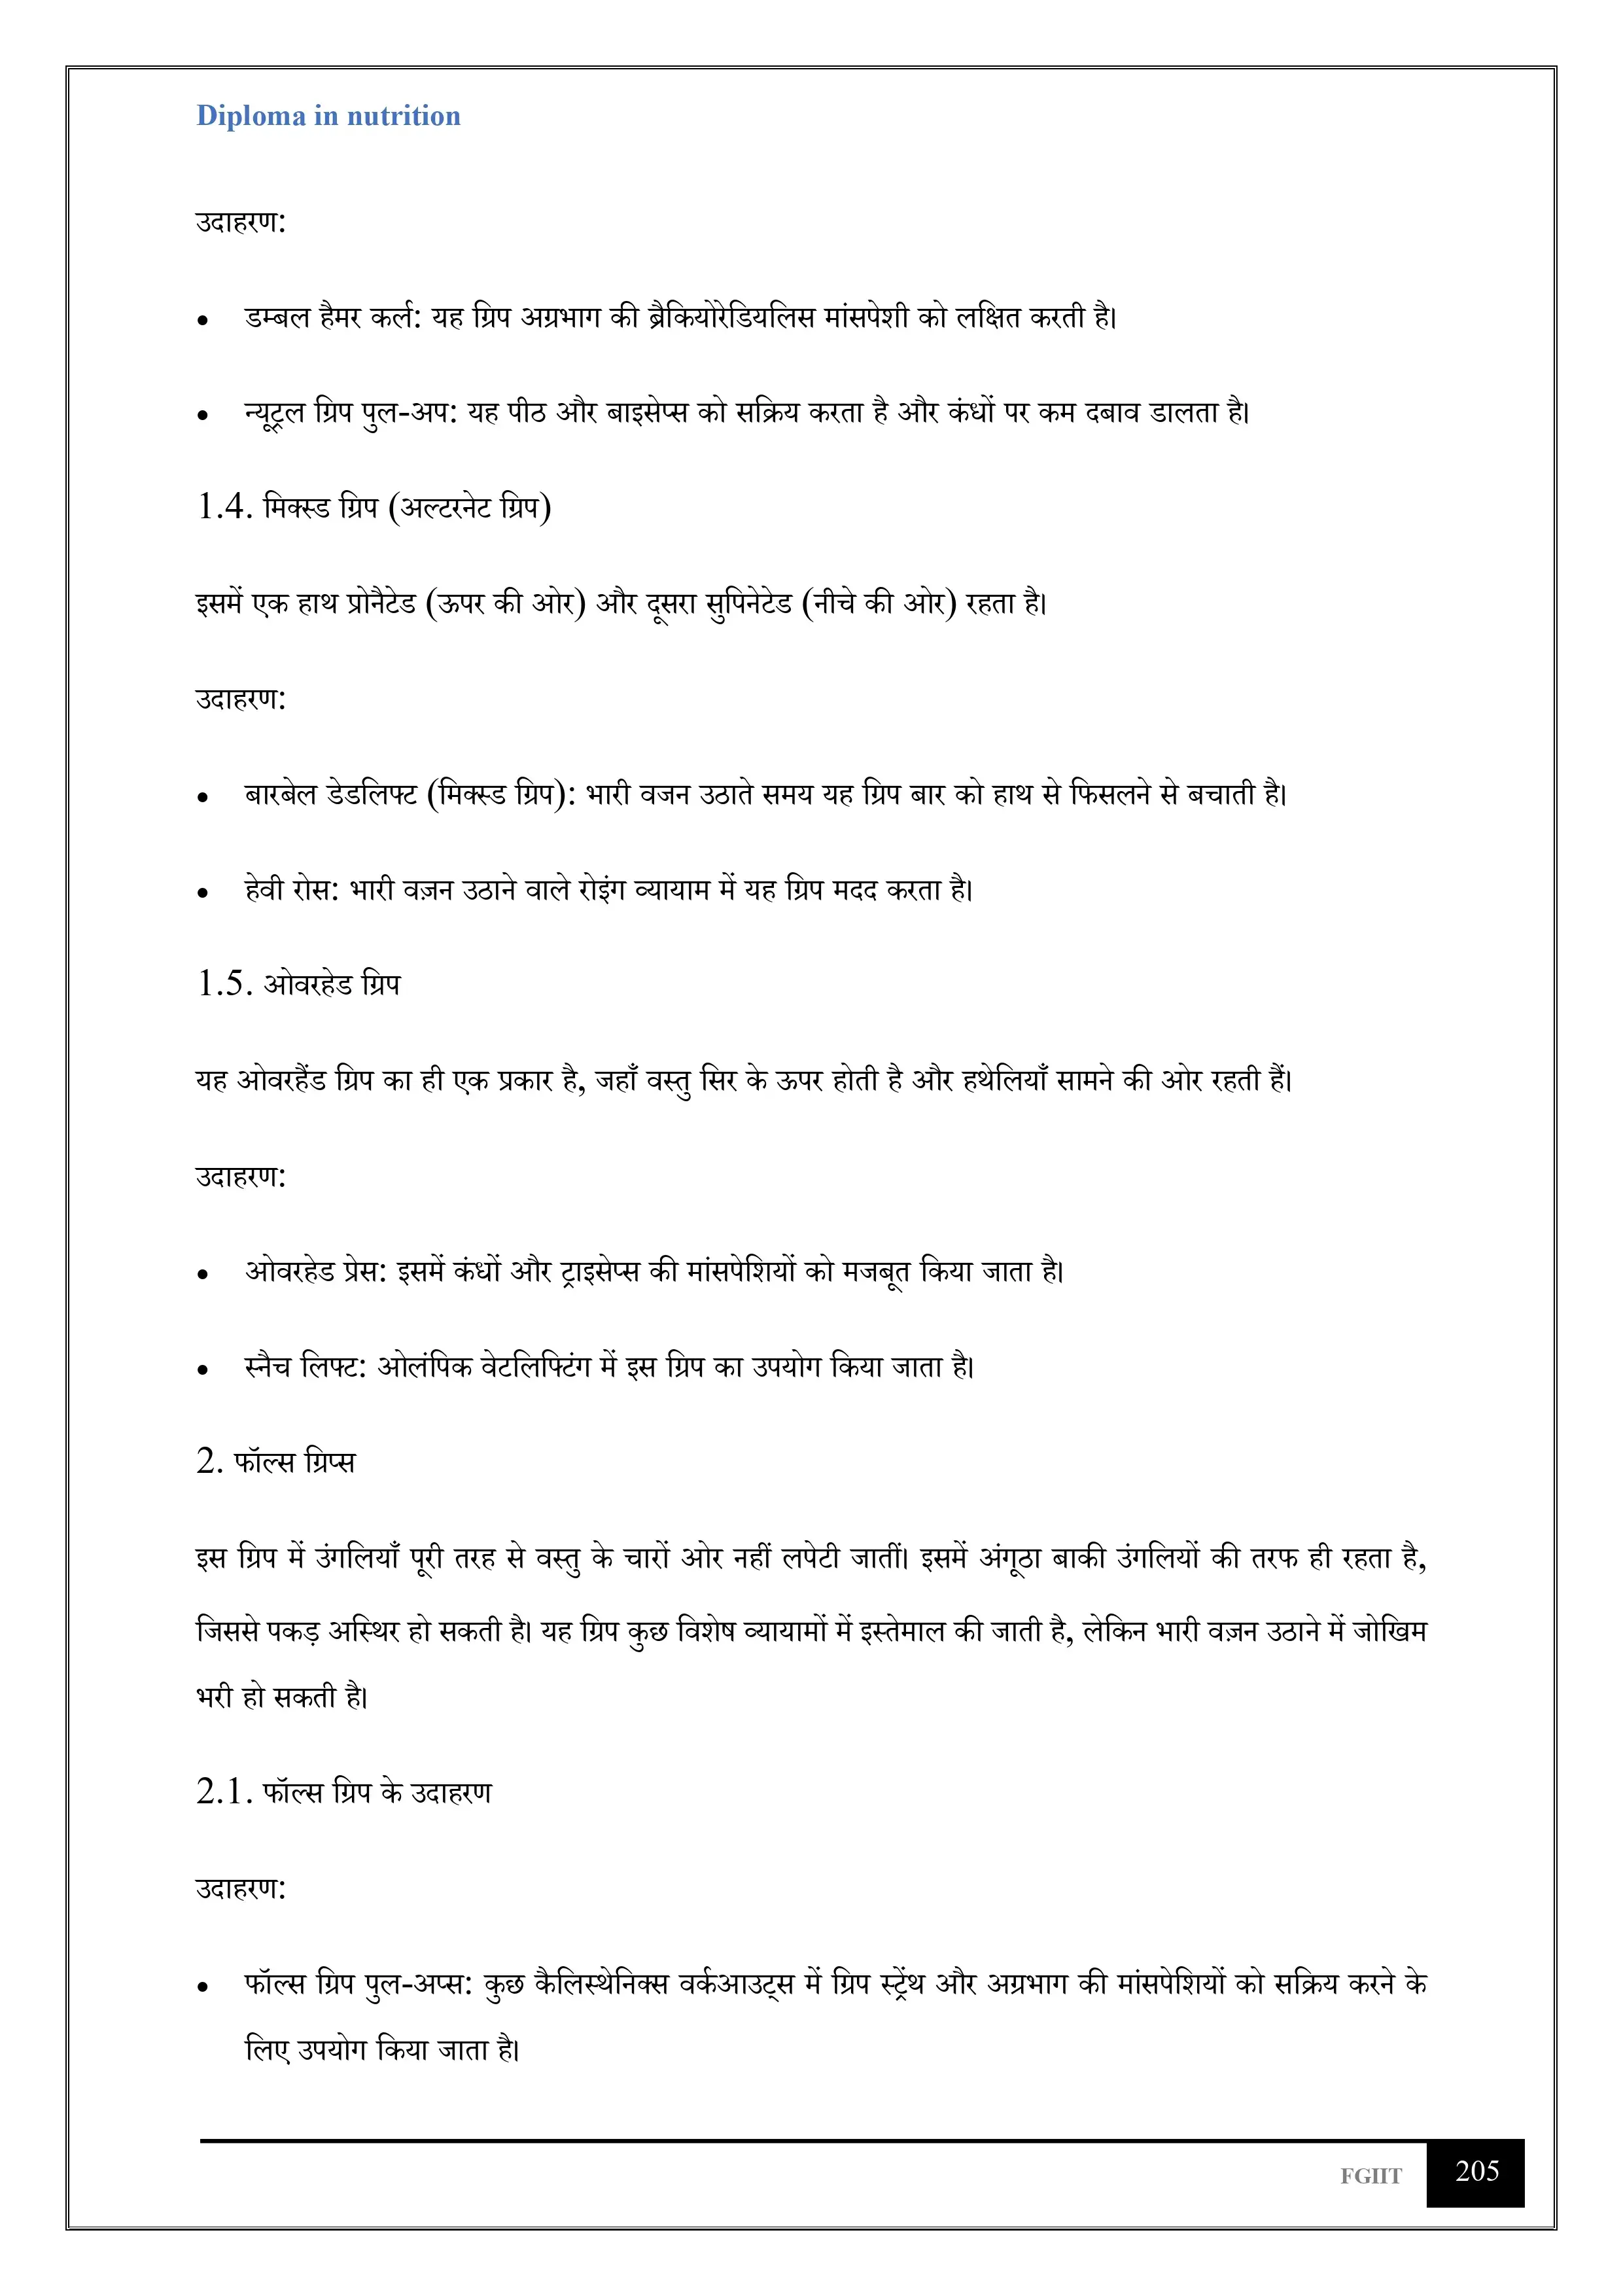 Diploma in nutrition
उदाहरण:
• डम्बल हैमर कर्ल: यह ग्रिप अग्रभाग की ब्रैकियोरेडियलिस मांसपेशी को लक्षित करती है।
• न्यूट्रल ग्रिप पुल-अप: यह पीठ और बाइसेप्स को सक्रिय करता है और कंधों पर कम दबाव डालता है।
1.4. मिक्स्ड ग्रिप (अल्टरनेट ग्रिप)
इसमें एक हाथ प्रोनैटेड (ऊपर की ओर) और दूसरा सुपिनेटेड (नीचे की ओर) रहता है।
उदाहरण:
• बारबेल डेडलिफ्ट (मिक्स्ड ग्रिप): भारी वजन उठाते समय यह ग्रिप बार को हाथ से फिसलने से बचाती है।
• हेवी रोस: भारी वज़न उठाने वाले रोइंग व्यायाम में यह ग्रिप मदद करता है।
1.5. ओवरहेड ग्रिप
यह ओवरहैंड ग्रिप का ही एक प्रकार है, जहाँ वस्तु सिर के ऊपर होती है और हथेलियाँ सामने की ओर रहती हैं।
उदाहरण:
• ओवरहेड प्रेस: इसमें कंधों और ट्राइसेप्स की मांसपेशियों को मजबूत किया जाता है।
• स्नैच लिफ्ट: ओलंपिक वेटलिफ्टिंग में इस ग्रिप का उपयोग किया जाता है।
2. फॉल्स ग्रिप्स
इस ग्रिप में उंगलियाँ पूरी तरह से वस्तु के चारों ओर नहीं लपेटी जातीं। इसमें अंगूठा बाकी उंगलियों की तरफ ही रहता है,
जिससे पकड़ अस्थिर हो सकती है। यह ग्रिप कुछ विशेष व्यायामों में इस्तेमाल की जाती है, लेकिन भारी वज़न उठाने में जोखिम
भरी हो सकती है।
2.1. फॉल्स ग्रिप के उदाहरण
उदाहरण:
• फॉल्स ग्रिप पुल-अप्स: कुछ कैलिस्थेनिक्स वर्कआउट्स में ग्रिप स्ट्रेंथ और अग्रभाग की मांसपेशियों को सक्रिय करने के
लिए उपयोग किया जाता है।
FGIIT 205